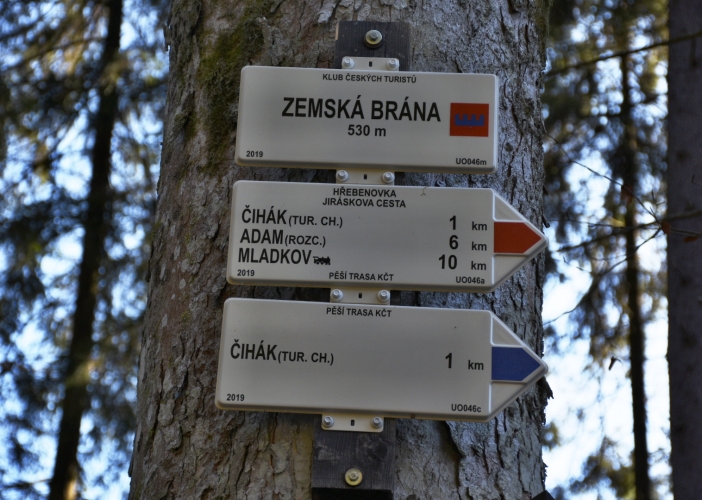 KLUB ČESKÝCH TURISTŮ
ZEMSKÁ BRÁNA
530 m
2019 UO046m
HŘEBENOVKA
JIRÁSKOVA CESTA
ČIHÁK (TUR. CH.) 1 km
ADAM (ROZC.) 6 km
MLADKOV 10 km
2019 PĚŠÍ TRASA KČT UO046a
PĚŠÍ TRASA KČT
ČIHÁK (TUR. CH.) 1 km
2019 UO046c